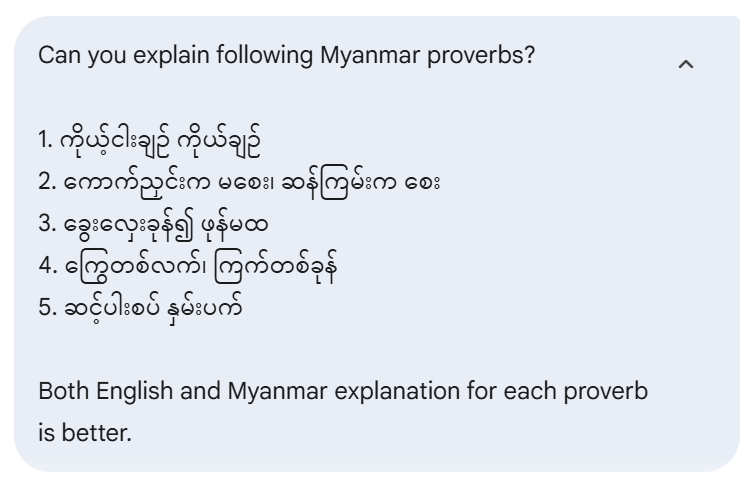 Can you explain following Myanmar proverbs?
1. ကိုယ့်ငါးချဉ် ကိုယ်ချဉ်
2. ကောက်ညှင်းက မစေး၊ ဆန်ကြမ်းက စေး
3. ခွေးလှေးခုန်၍ ဖုန်မထ
4. ကြွေတစ်လက်၊ ကြက်တစ်ခုန်
5. ဆင့်ပါးစပ် နှမ်းပက်
Both English and Myanmar explanation for each proverb
is better.